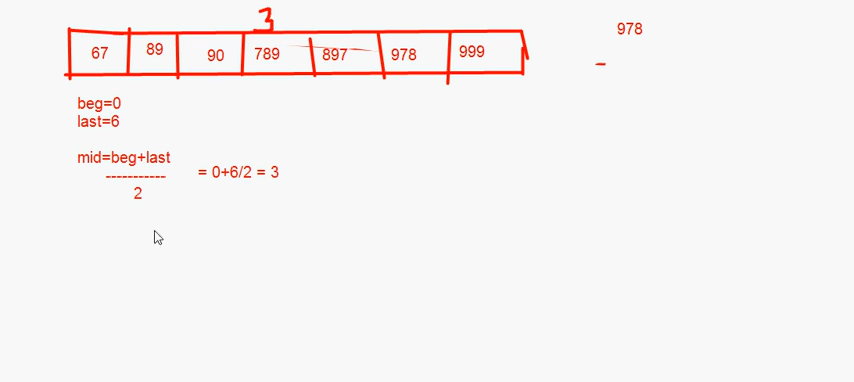 3
978
67 89 90 789 897 978 999
beg=0
last=6
mid=beg+last
----------- = 0+6/2 = 3
2